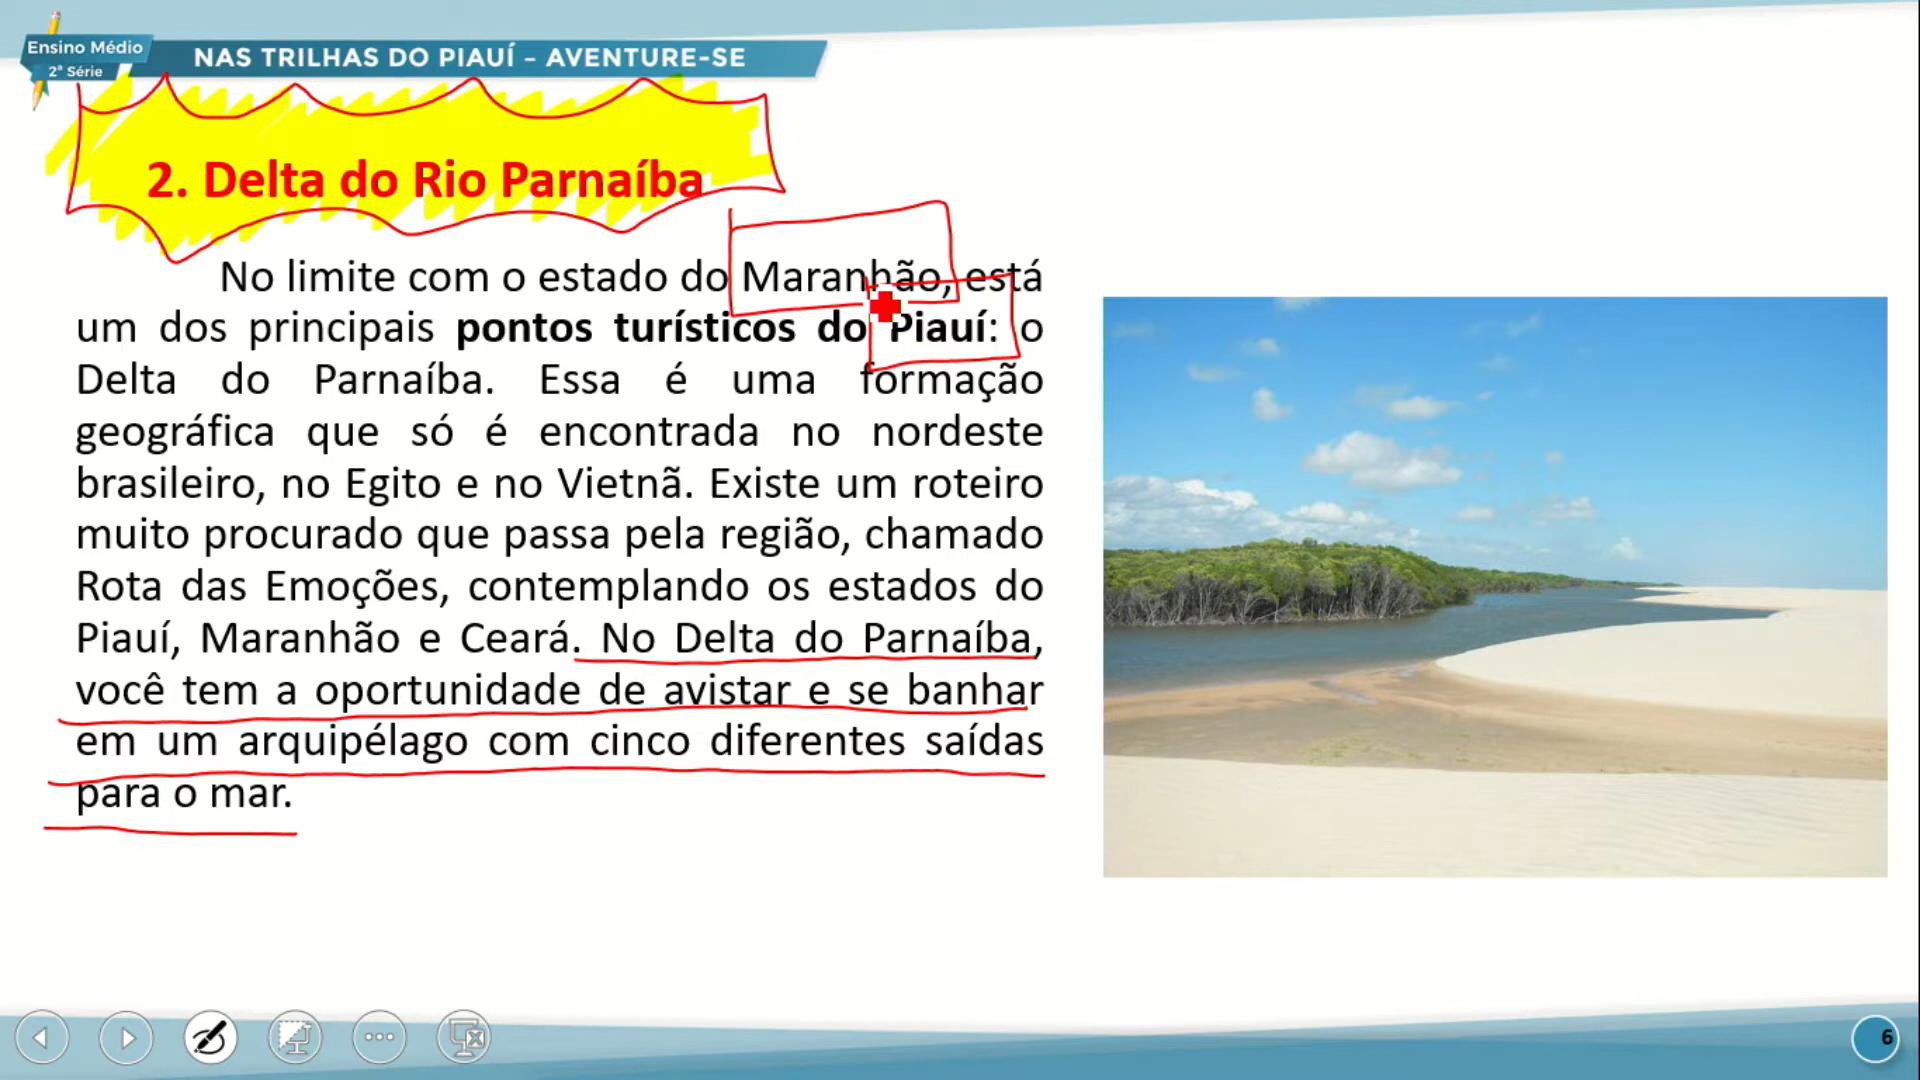 Ensino Médio
2ª Série
NAS TRILHAS DO PIAUÍ – AVENTURE-SE
2. Delta do Rio Parnaíba
No limite com o estado do Maranhão, está
um dos principais pontos turísticos do Piauí: o
Delta do Parnaíba. Essa é uma formação
geográfica que só é encontrada no nordeste
brasileiro, no Egito e no Vietnã. Existe um roteiro
muito procurado que passa pela região, chamado
Rota das Emoções, contemplando os estados do
Piauí, Maranhão e Ceará. No Delta do Parnaíba,
você tem a oportunidade de avistar e se banhar
em um arquipélago com cinco diferentes saídas
para o mar.
6